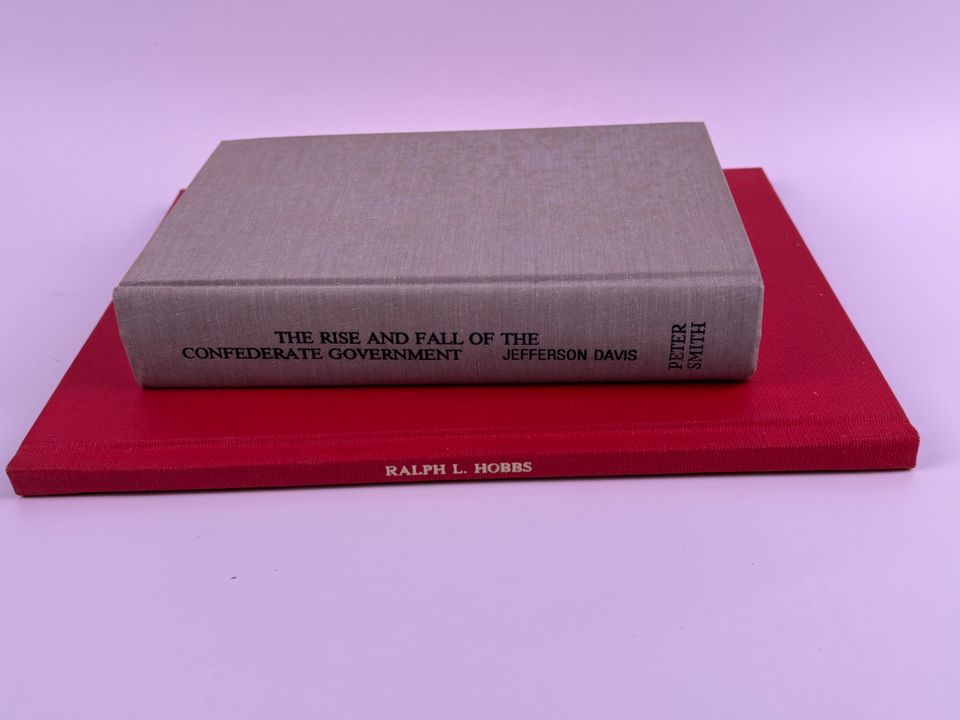 THE RISE AND FALL OF THE
CONFEDERATE GOVERNMENT JEFFERSON DAVIS
PETER
SMITH
RALPH L. HOBBS